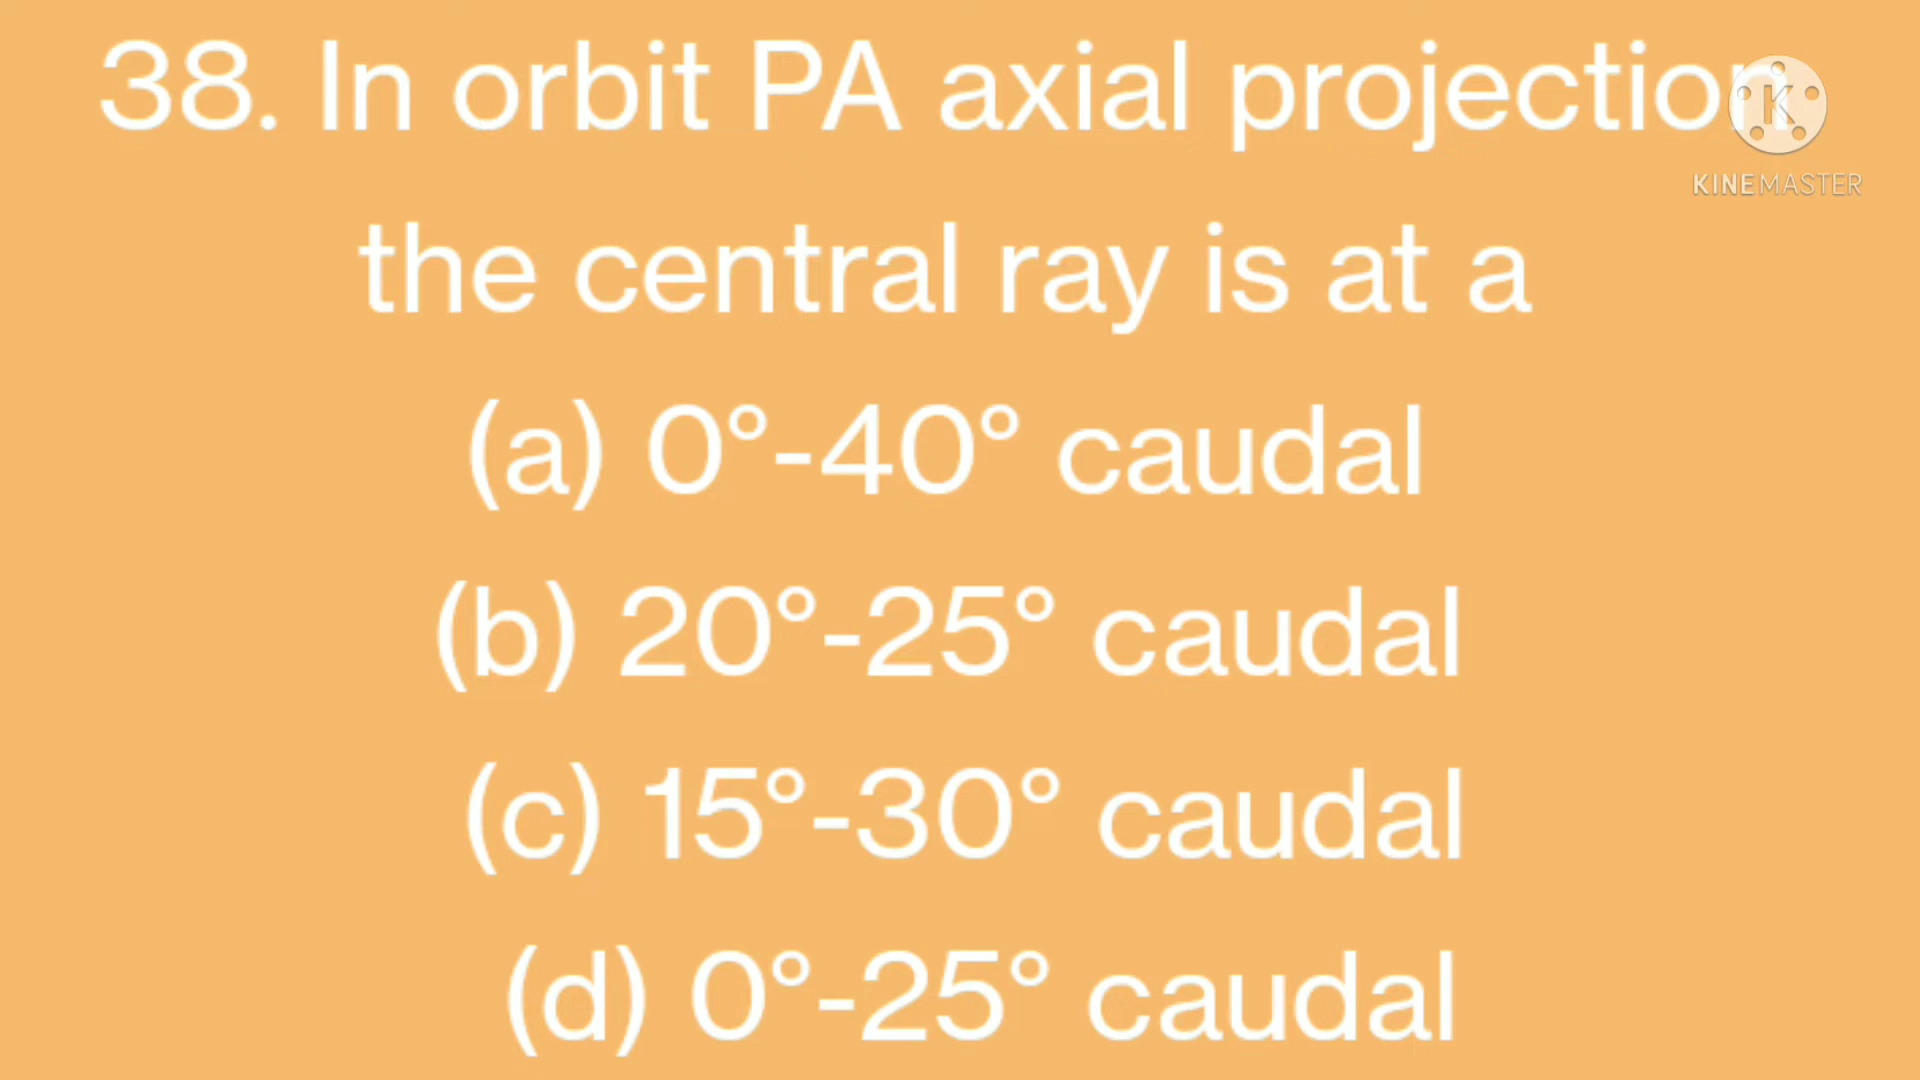 38. In orbit PA axial projection
KINEMASTER
the central ray is at a
(a) 0°-40° caudal
(b) 20°-25° caudal
(c) 15°-30° caudal
(d) 0°-25° caudal